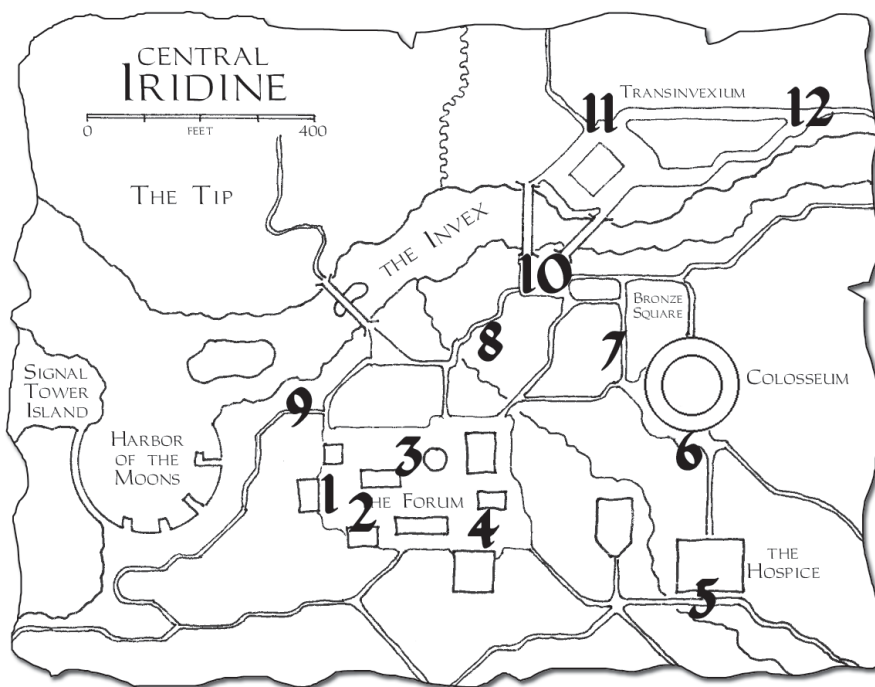 CENTRAL
IRIDINE
0 FEET 400
THE TIP
THE INVEX
TRANSINVEXIUM
11
12
10
BRONZE
SQUARE
8
7
SIGNAL
TOWER
ISLAND
COLOSSEUM
9
HARBOR
OF THE
MOONS
3
6
1
THE FORUM
2
4
THE
HOSPICE
5